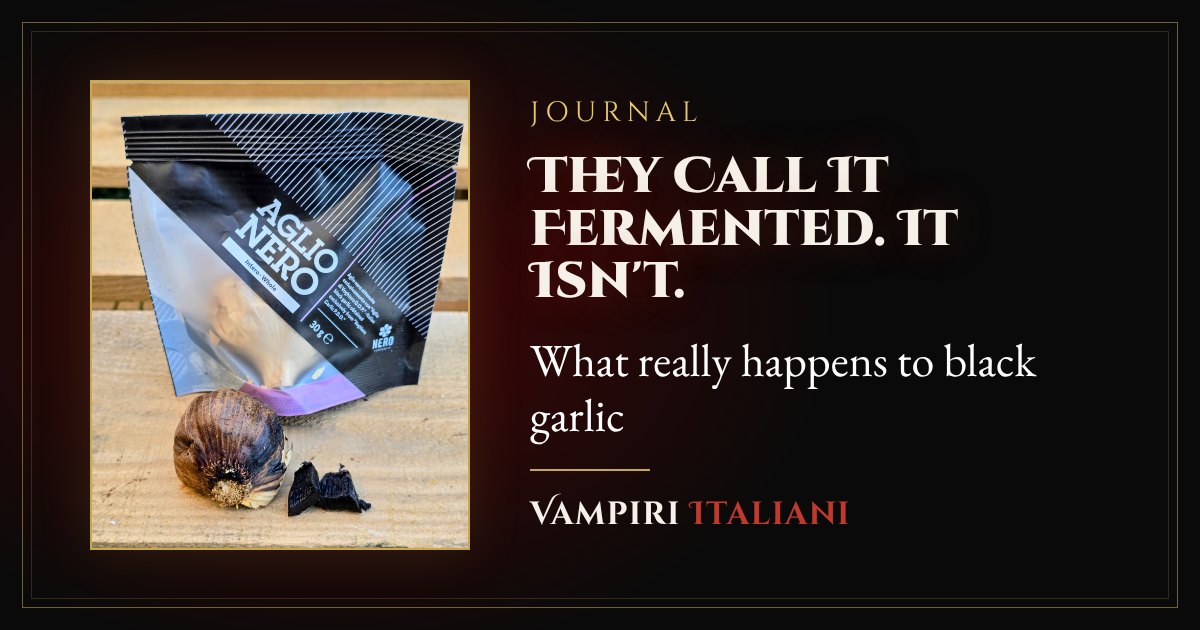 JOURNAL
THEY CALL IT
FERMENTED. IT
ISN'T.
What really happens to black
garlic
VAMPIRI ITALIANI
AGLIO
NERO
Intero · Whole
30 g ℮
NERO